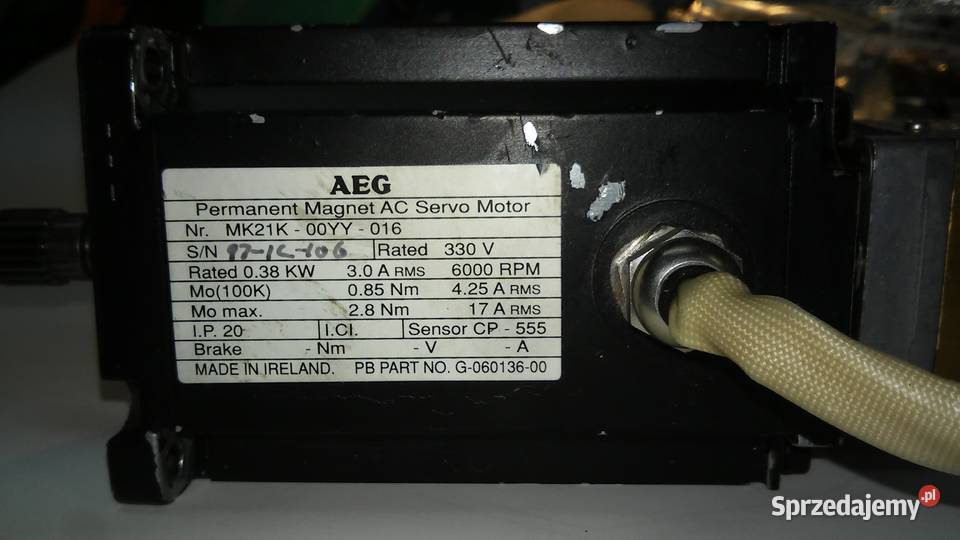 AEG
Permanent Magnet AC Servo Motor
Nr. MK21K - 00YY - 016
S/N 97-12-106 Rated 330 V
Rated 0.38 KW 3.0 A RMS 6000 RPM
Mo(100K) 0.85 Nm 4.25 A RMS
Mo max. 2.8 Nm 17 A RMS
I.P. 20 I.Cl. Sensor CP - 555
Brake - Nm - V - A
MADE IN IRELAND. PB PART NO. G-060136-00
Sprzedajemy.pl